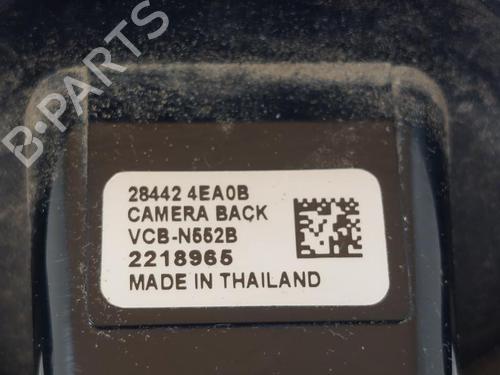 B-PARTS
28442 4EA0B
CAMERA BACK
VCB-N552B
2218965
MADE IN THAILAND